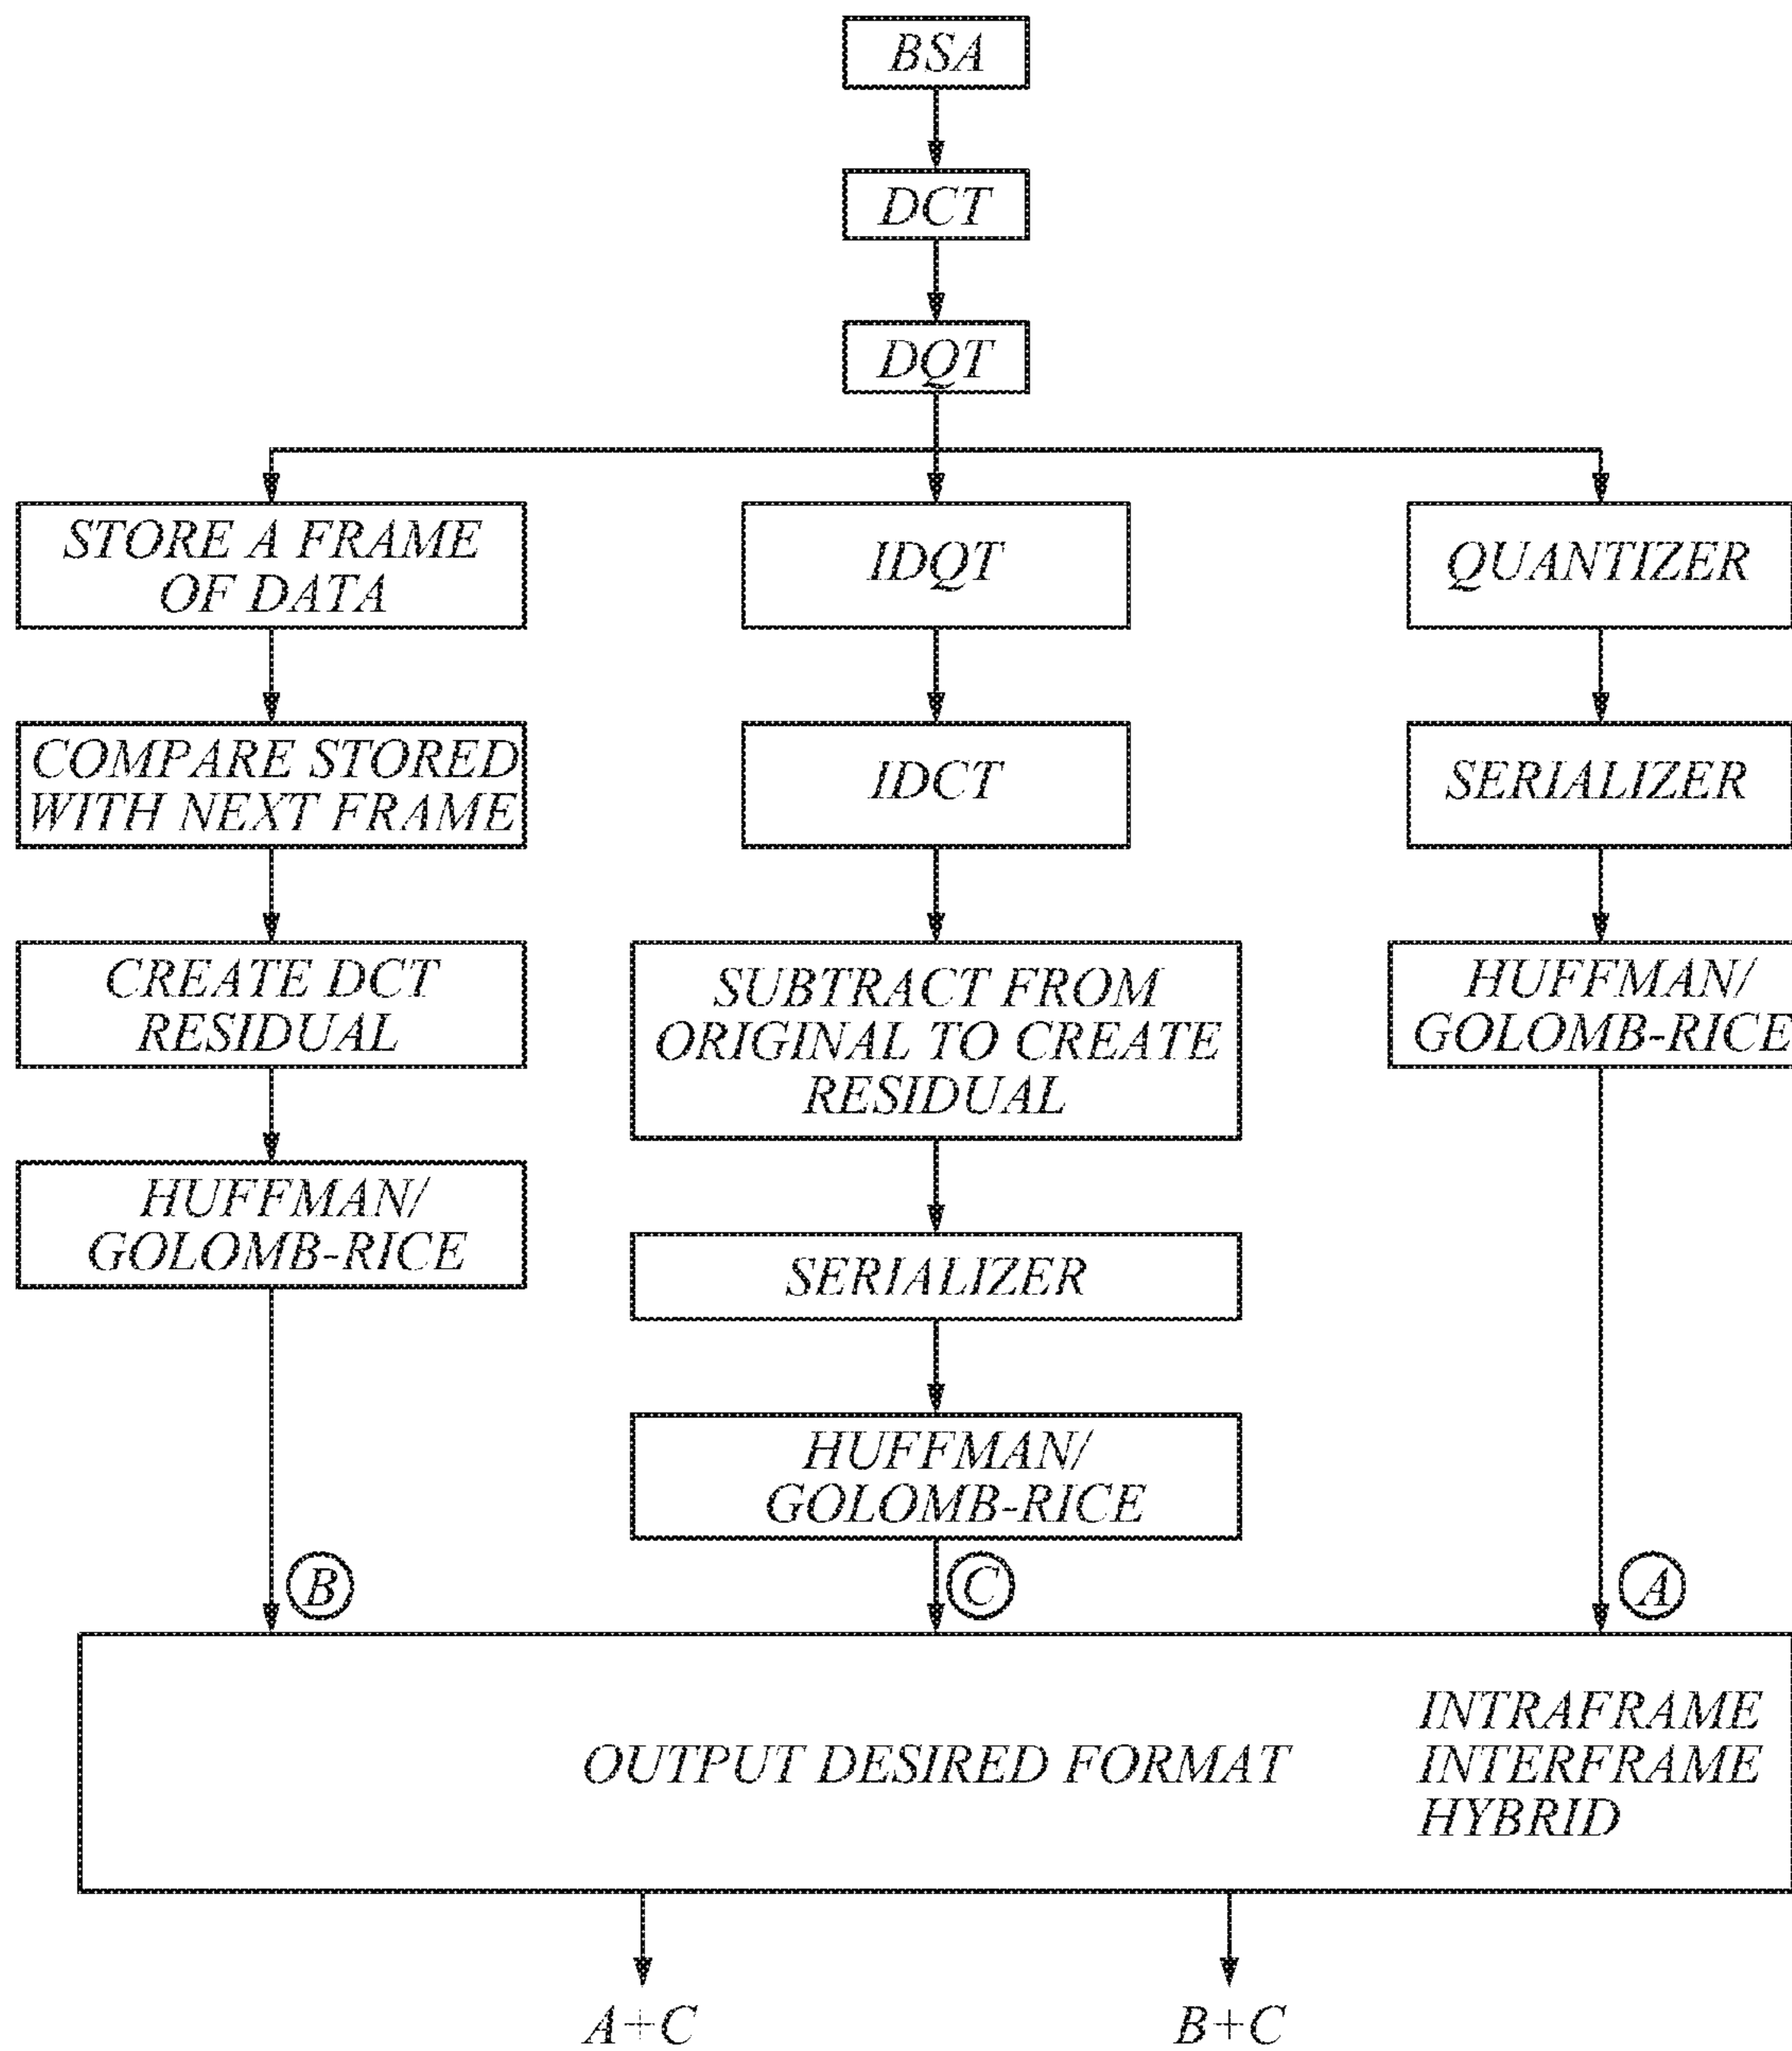 BSA
DCT
DQT
STORE A FRAME
OF DATA
IDQT
QUANTIZER
COMPARE STORED
WITH NEXT FRAME
IDCT
SERIALIZER
CREATE DCT
RESIDUAL
SUBTRACT FROM
ORIGINAL TO CREATE
RESIDUAL
HUFFMAN/
GOLOMB-RICE
HUFFMAN/
GOLOMB-RICE
SERIALIZER
HUFFMAN/
GOLOMB-RICE
B
C
A
OUTPUT DESIRED FORMAT
INTRAFRAME
INTERFRAME
HYBRID
A+C
B+C